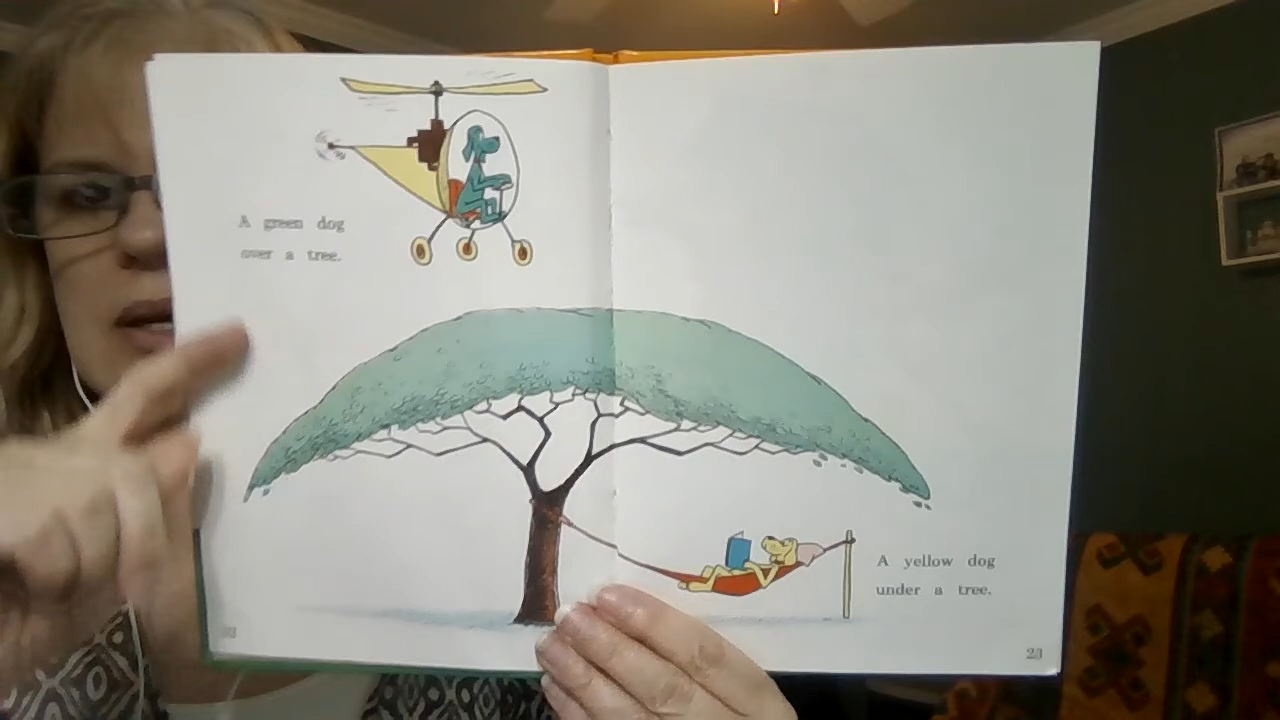 A green dog
over a tree.
A yellow dog
under a tree.
23